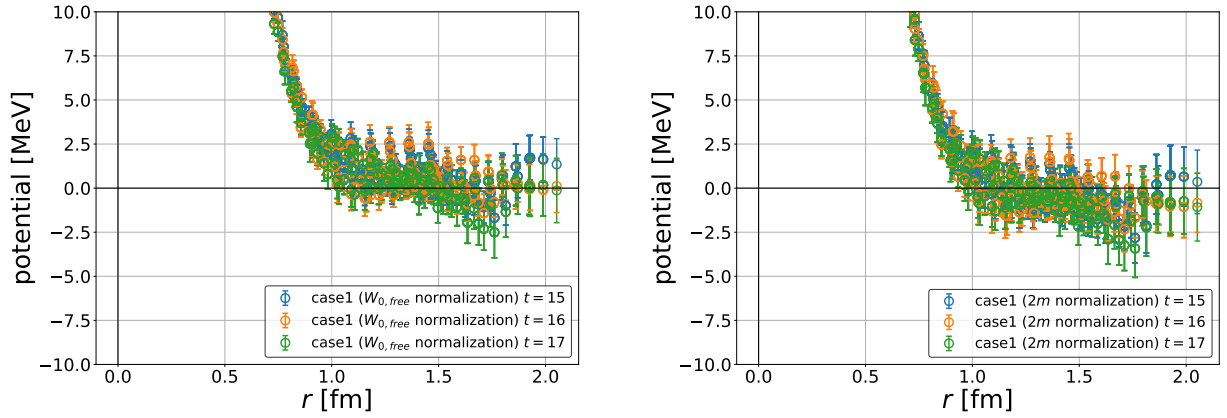 10.0
7.5
5.0
2.5
0.0
−2.5
−5.0
−7.5
−10.0
potential [MeV]
case1 (W0,free normalization) t = 15
case1 (W0,free normalization) t = 16
case1 (W0,free normalization) t = 17
0.0 0.5 1.0 1.5 2.0
r [fm]
10.0
7.5
5.0
2.5
0.0
−2.5
−5.0
−7.5
−10.0
potential [MeV]
case1 (2m normalization) t = 15
case1 (2m normalization) t = 16
case1 (2m normalization) t = 17
0.0 0.5 1.0 1.5 2.0
r [fm]